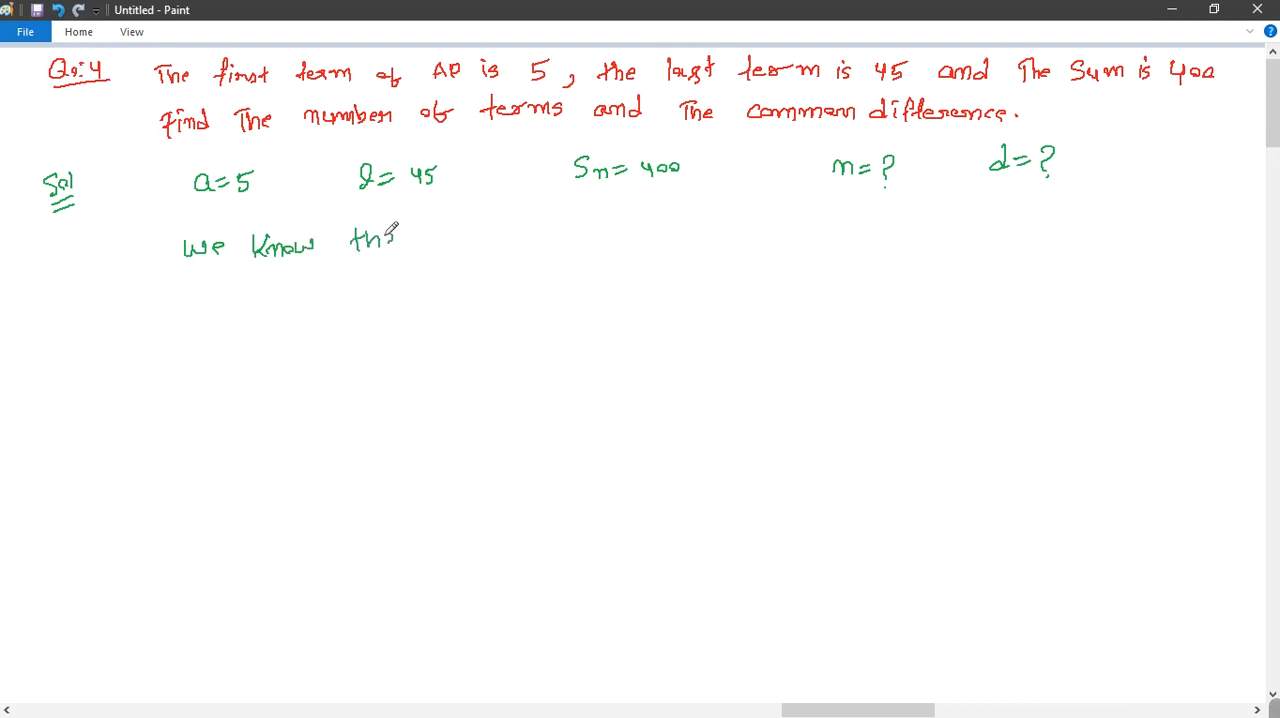 Untitled - Paint
File Home View
Qs:4 The first term of AP is 5, the last term is 45 and The Sum is 400
Find The number of terms and The common difference.
Sol a=5 l=45 Sn=400 n=? d=?
We know tha